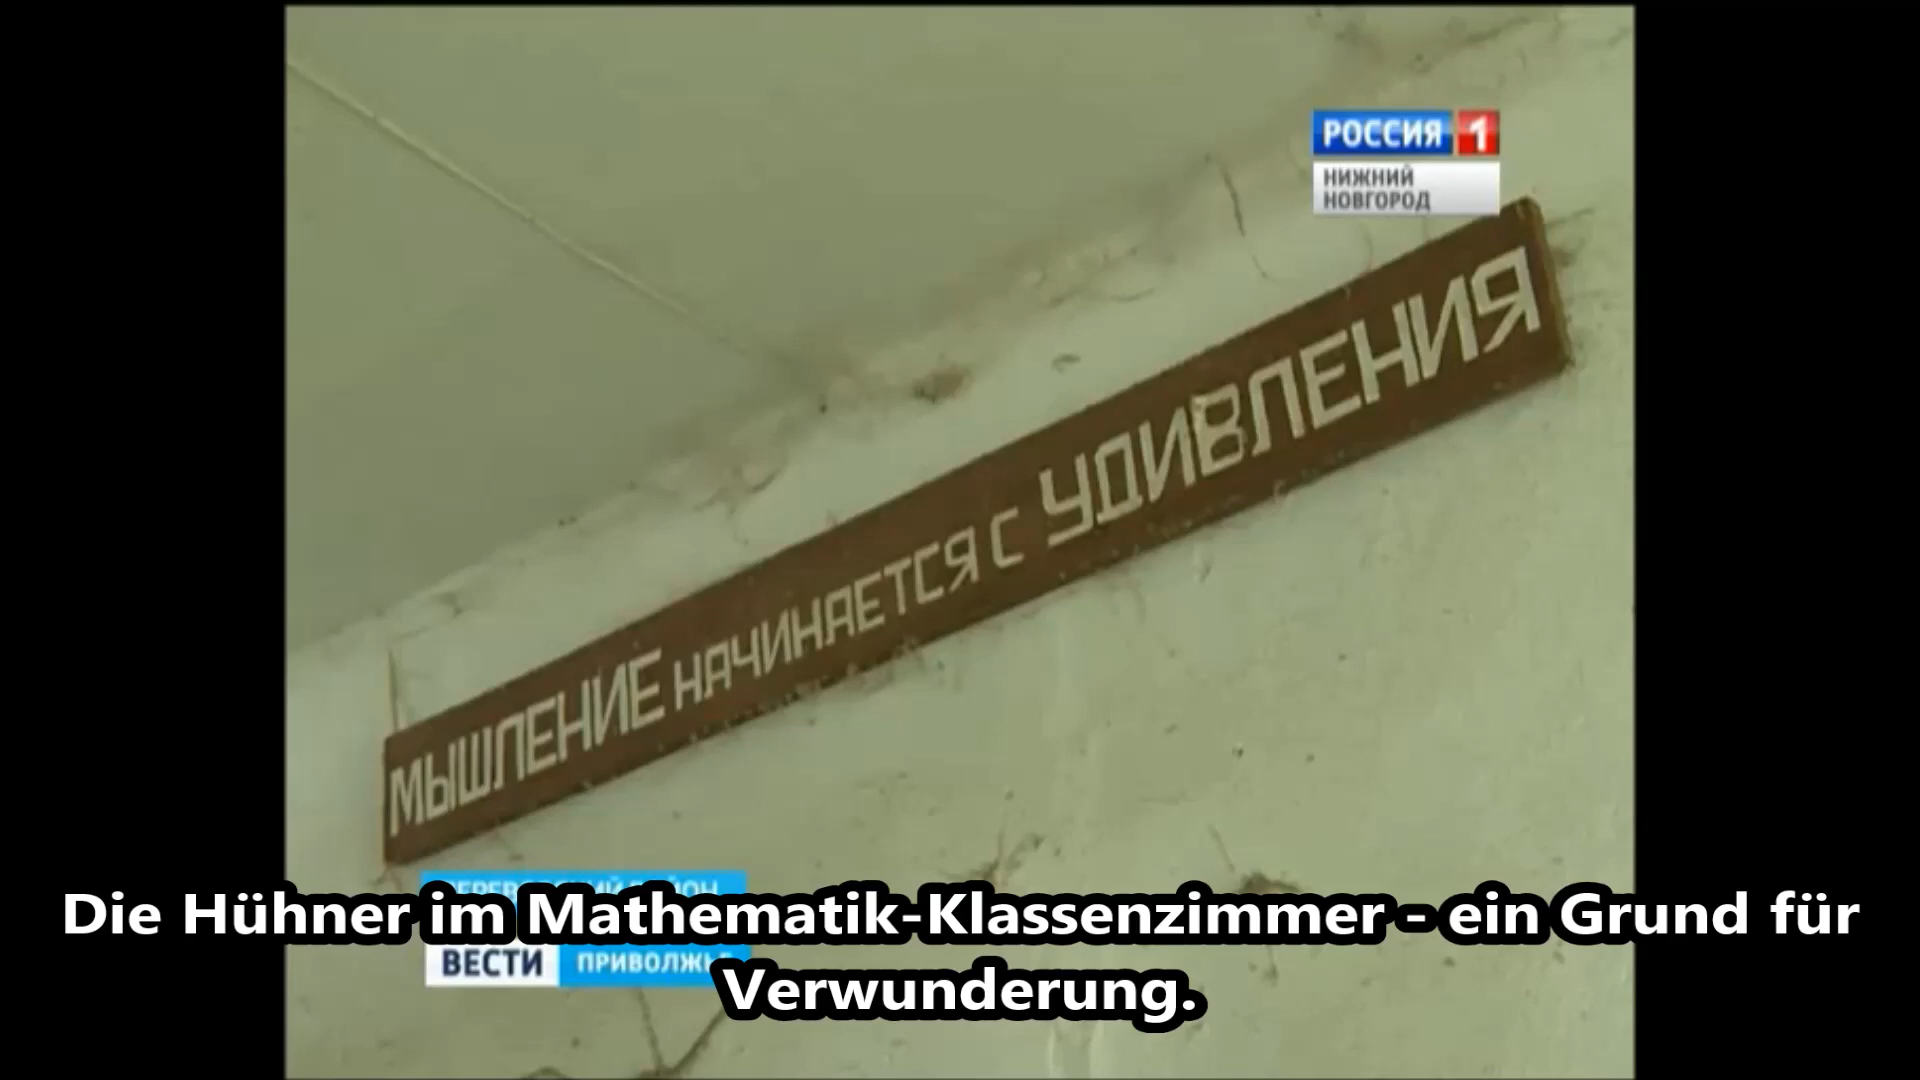 РОССИЯ 1
НИЖНИЙ
НОВГОРОД
МЫШЛЕНИЕ НАЧИНАЕТСЯ С УДИВЛЕНИЯ
Die Hühner im Mathematik-Klassenzimmer - ein Grund für
ВЕСТИ
Verwunderung.